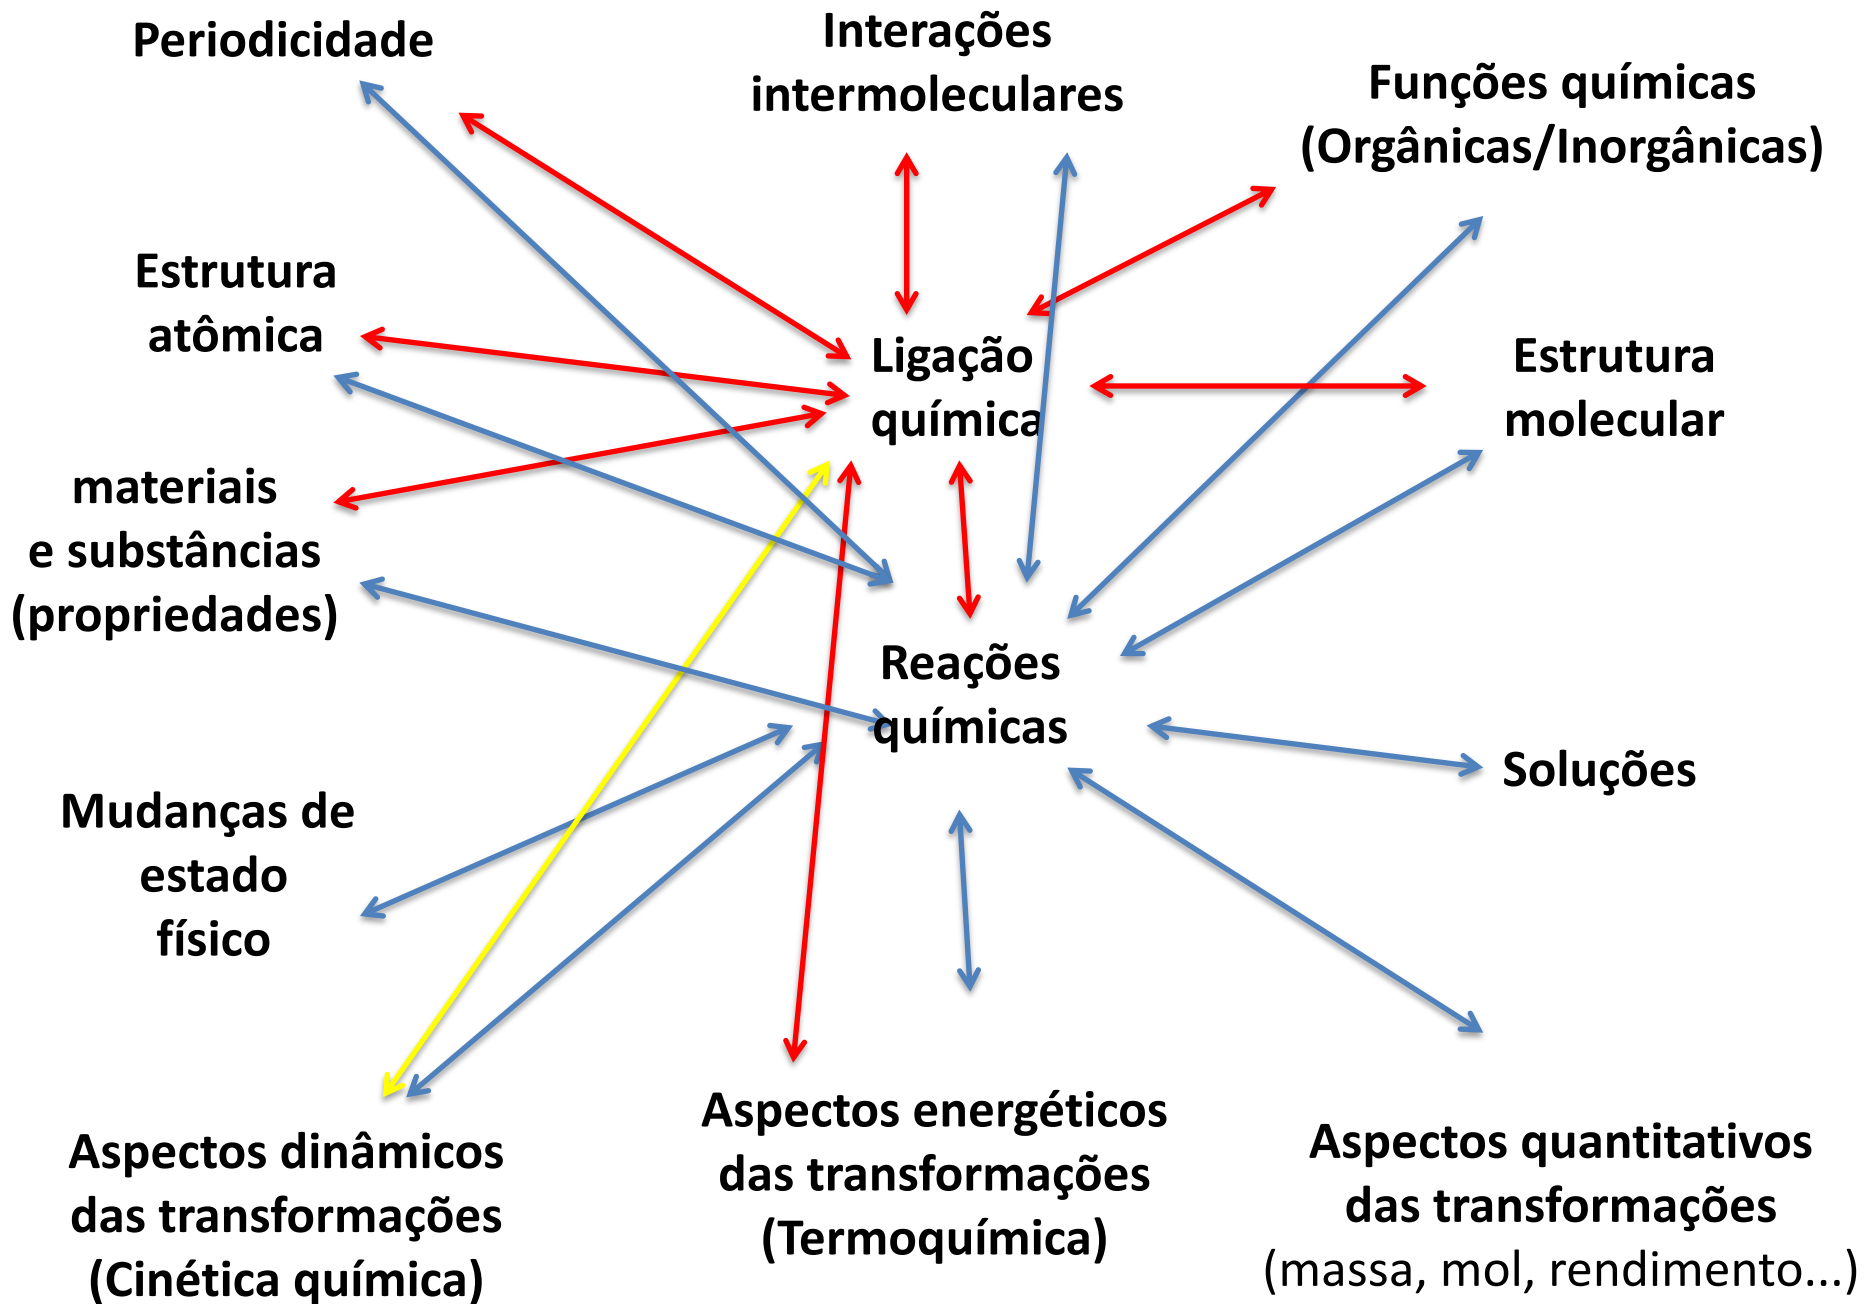 Periodicidade
Interações
intermoleculares
Funções químicas
(Orgânicas/Inorgânicas)
Estrutura
atômica
Ligação
química
Estrutura
molecular
materiais
e substâncias
(propriedades)
Reações
químicas
Soluções
Mudanças de
estado
físico
Aspectos dinâmicos
das transformações
(Cinética química)
Aspectos energéticos
das transformações
(Termoquímica)
Aspectos quantitativos
das transformações
(massa, mol, rendimento...)